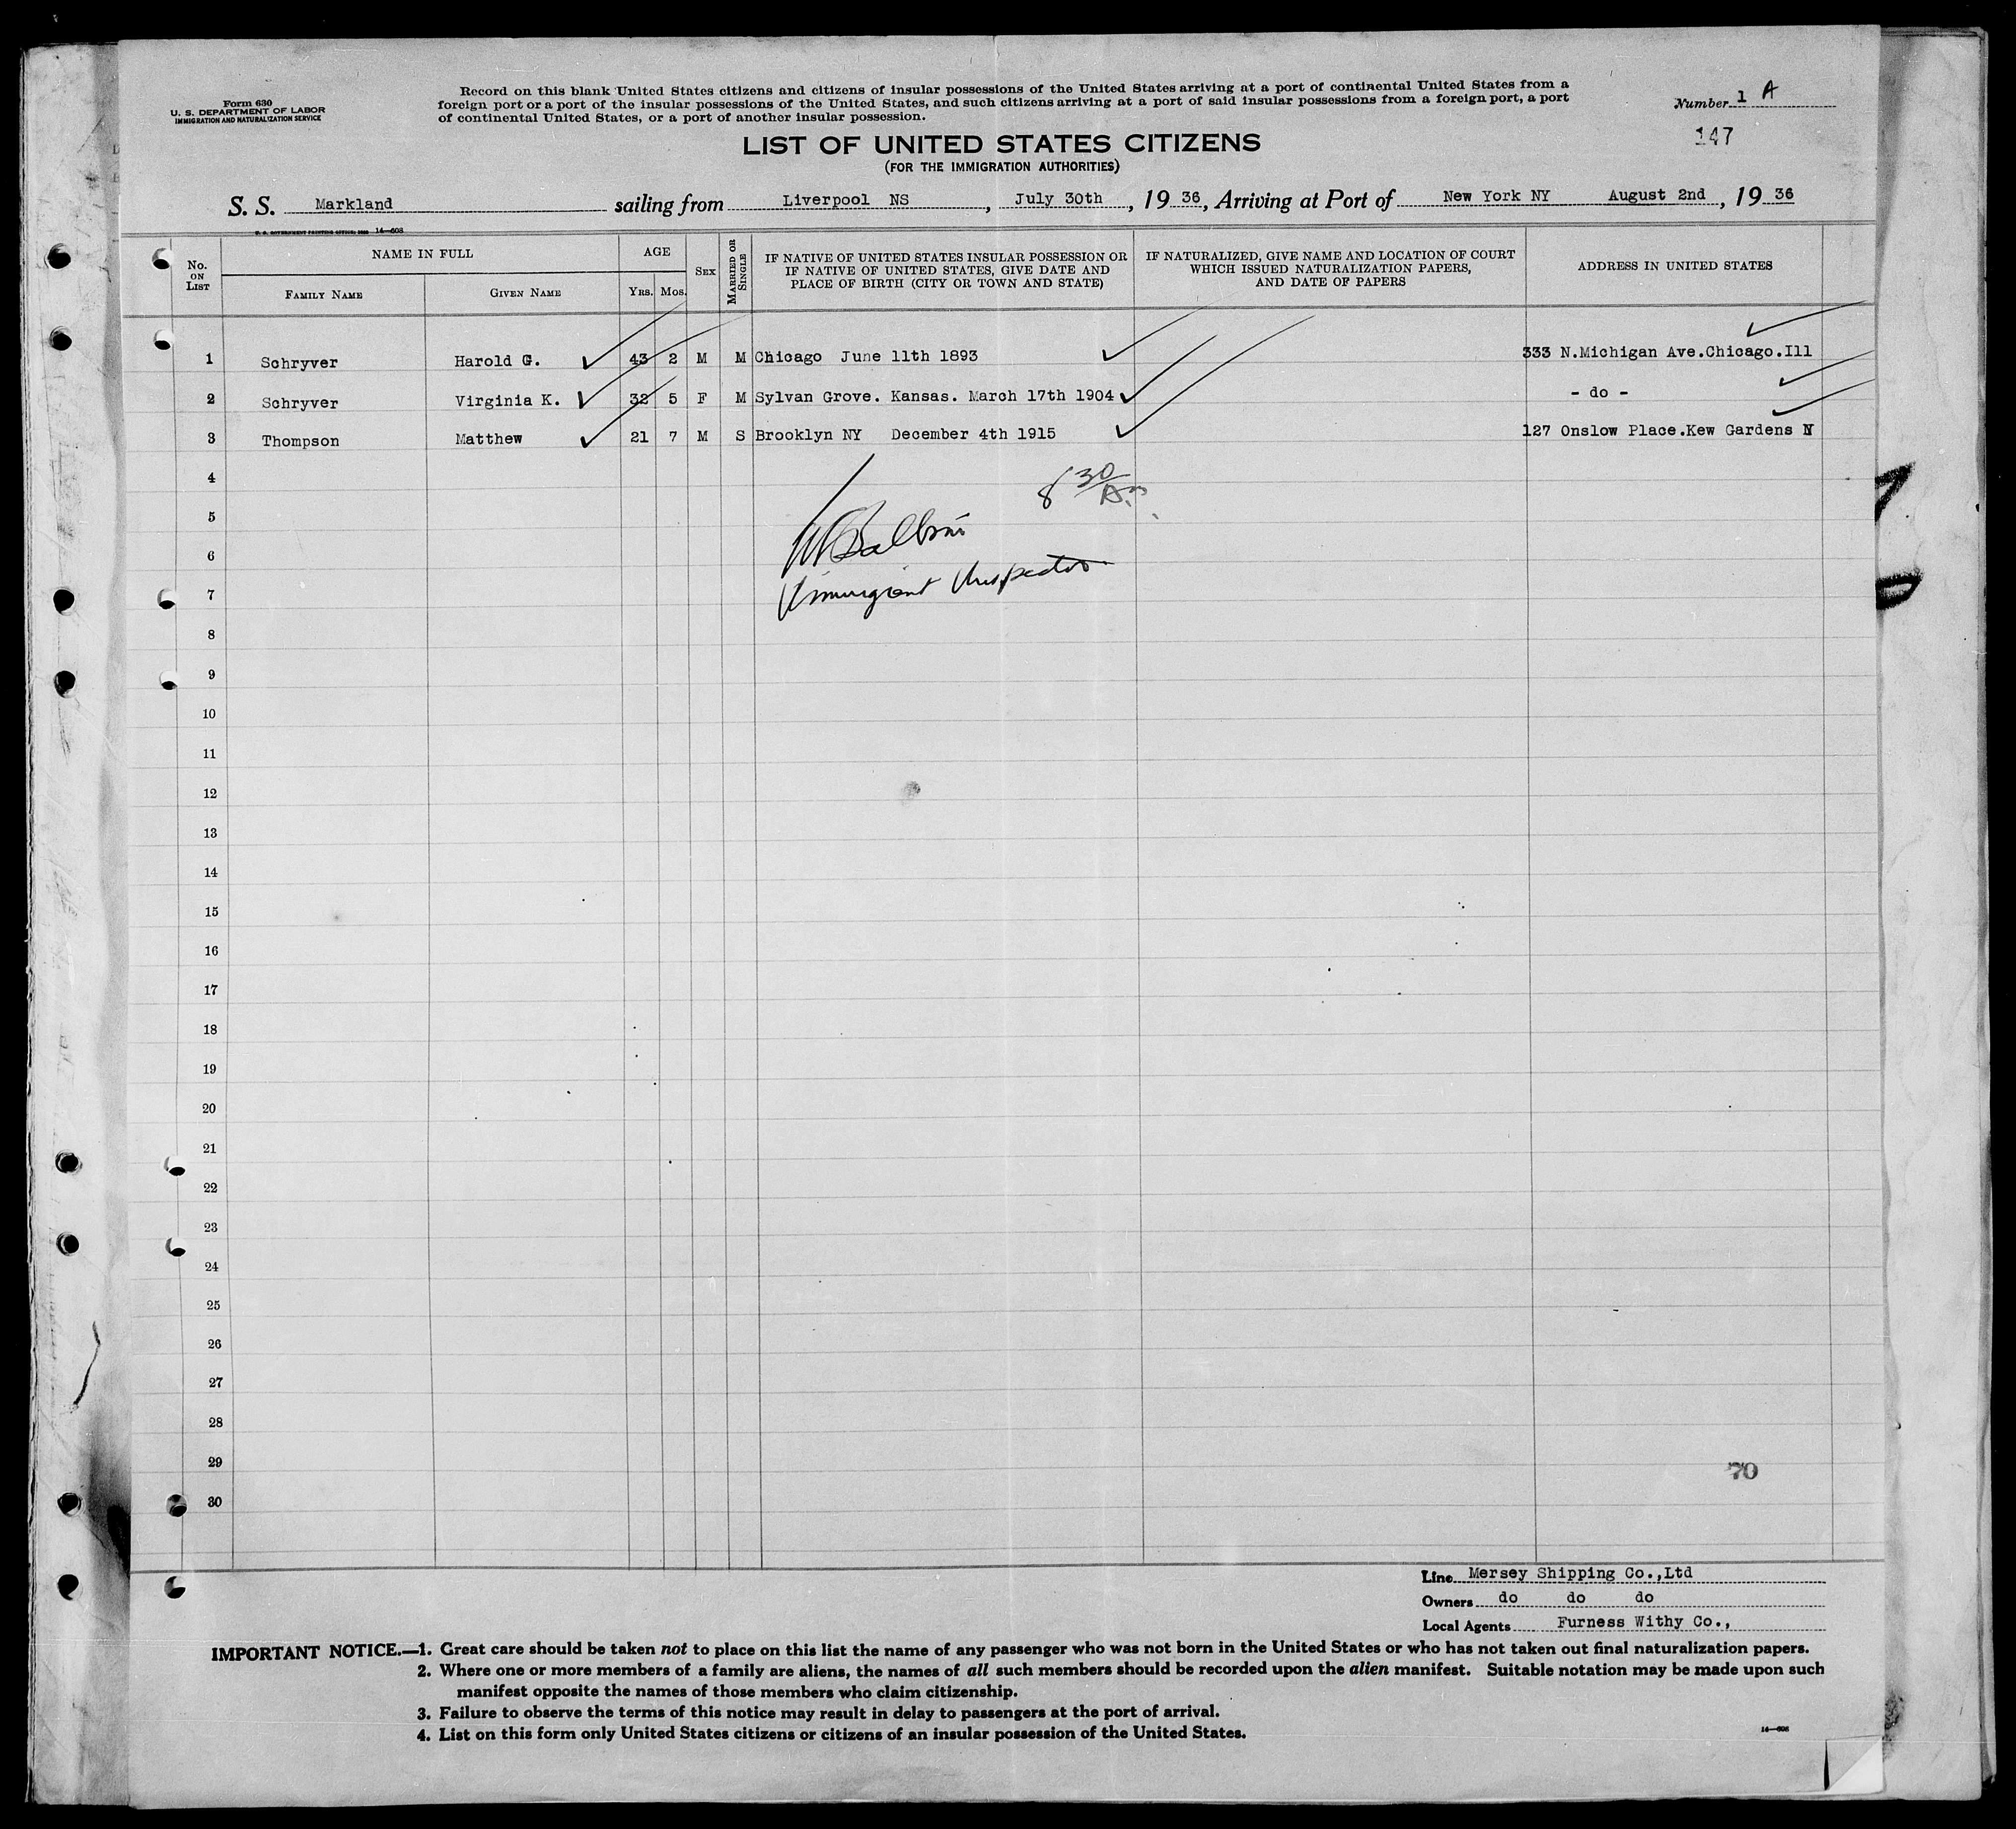 Form 630
U. S. DEPARTMENT OF LABOR
IMMIGRATION AND NATURALIZATION SERVICE
Record on this blank United States citizens and citizens of insular possessions of the United States arriving at a port of continental United States from a
foreign port or a port of the insular possessions of the United States, and such citizens arriving at a port of said insular possessions from a foreign port, a port
of continental United States, or a port of another insular possession.
Number 1 A
147
LIST OF UNITED STATES CITIZENS
(FOR THE IMMIGRATION AUTHORITIES)
S. S. Markland sailing from Liverpool NS, July 30th, 1936, Arriving at Port of New York NY August 2nd, 1936
14—608
No. ON LIST
NAME IN FULL
FAMILY NAME
GIVEN NAME
AGE
YRS. MOS.
SEX
MARRIED OR SINGLE
IF NATIVE OF UNITED STATES INSULAR POSSESSION OR
IF NATIVE OF UNITED STATES, GIVE DATE AND
PLACE OF BIRTH (CITY OR TOWN AND STATE)
IF NATURALIZED, GIVE NAME AND LOCATION OF COURT
WHICH ISSUED NATURALIZATION PAPERS,
AND DATE OF PAPERS
ADDRESS IN UNITED STATES
1 Schryver Harold G. 43 2 M M Chicago June 11th 1893 333 N.Michigan Ave.Chicago.Ill
2 Schryver Virginia K. 32 5 F M Sylvan Grove. Kansas. March 17th 1904 - do -
3 Thompson Matthew 21 7 M S Brooklyn NY December 4th 1915 127 Onslow Place.Kew Gardens N
4
8 30 Am
5
6
7
Immigrant Inspector
8
9
10
11
12
13
14
15
16
17
18
19
20
21
22
23
24
25
26
27
28
29
70
30
Line Mersey Shipping Co.,Ltd
Owners do do do
Local Agents Furness Withy Co.,
IMPORTANT NOTICE.—1. Great care should be taken not to place on this list the name of any passenger who was not born in the United States or who has not taken out final naturalization papers.
2. Where one or more members of a family are aliens, the names of all such members should be recorded upon the alien manifest. Suitable notation may be made upon such
manifest opposite the names of those members who claim citizenship.
3. Failure to observe the terms of this notice may result in delay to passengers at the port of arrival.
4. List on this form only United States citizens or citizens of an insular possession of the United States.
14—608